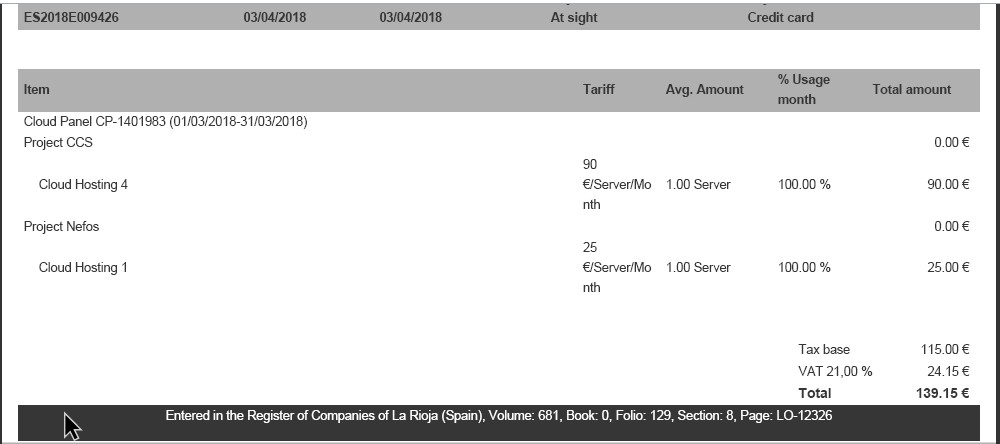 ES2018E009426 03/04/2018 03/04/2018 At sight Credit card
Item Tariff Avg. Amount % Usage month Total amount
Cloud Panel CP-1401983 (01/03/2018-31/03/2018)
Project CCS 0.00 €
90
Cloud Hosting 4 €/Server/Mo 1.00 Server 100.00 % 90.00 €
nth
Project Nefos 0.00 €
25
Cloud Hosting 1 €/Server/Mo 1.00 Server 100.00 % 25.00 €
nth
Tax base 115.00 €
VAT 21,00 % 24.15 €
Total 139.15 €
Entered in the Register of Companies of La Rioja (Spain), Volume: 681, Book: 0, Folio: 129, Section: 8, Page: LO-12326